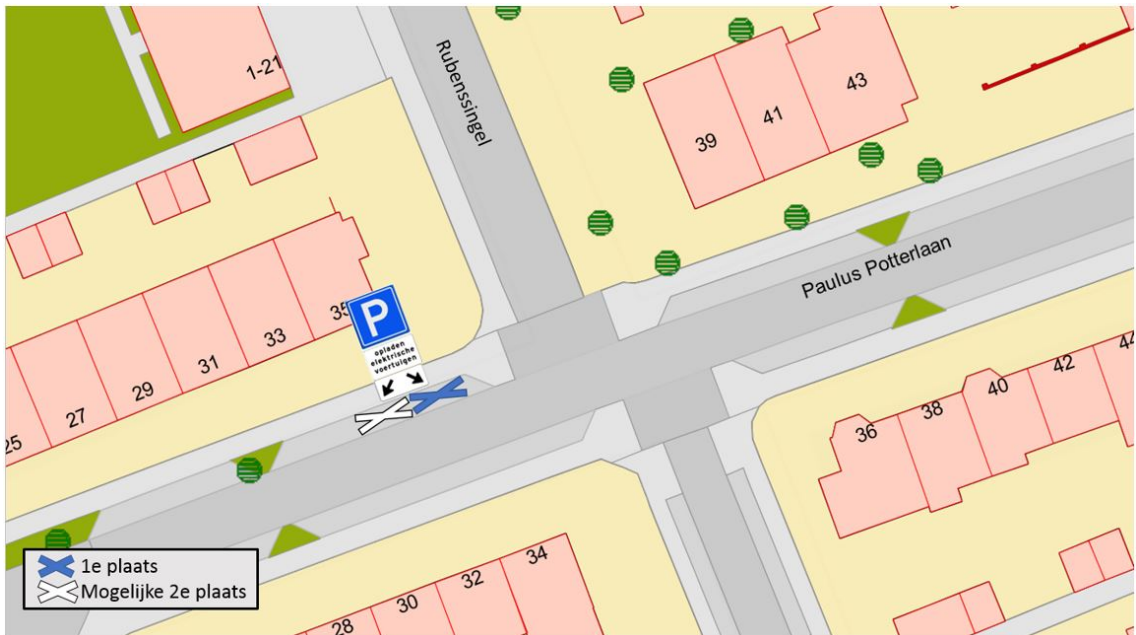 1-21
Rubenssingel
39
41
43
Paulus Potterlaan
P
opladen
elektrische
voertuigen
25
27
29
31
33
35
36
38
40
42
44
28
30
32
34
1e plaats
Mogelijke 2e plaats